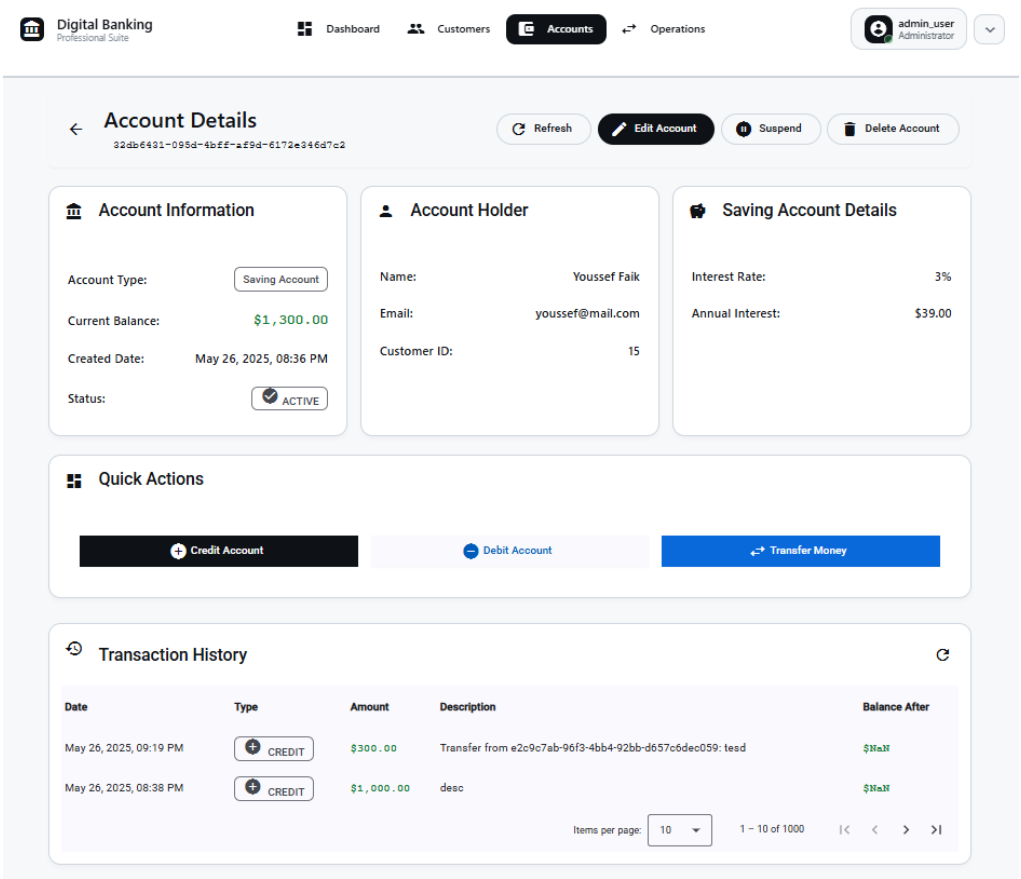 Digital Banking
Professional Suite
Dashboard
Customers
Accounts
Operations
admin_user
Administrator
Account Details
32db6431-095d-4bff-af9d-6172e346d7c2
Refresh
Edit Account
Suspend
Delete Account
Account Information
Account Type: Saving Account
Current Balance: $1,300.00
Created Date: May 26, 2025, 08:36 PM
Status: ACTIVE
Account Holder
Name: Youssef Faik
Email: youssef@mail.com
Customer ID: 15
Saving Account Details
Interest Rate: 3%
Annual Interest: $39.00
Quick Actions
Credit Account
Debit Account
Transfer Money
Transaction History
Date Type Amount Description Balance After
May 26, 2025, 09:19 PM CREDIT $300.00 Transfer from e2c9c7ab-96f3-4bb4-92bb-d657c6dec059: tesd $NaN
May 26, 2025, 08:38 PM CREDIT $1,000.00 desc $NaN
Items per page: 10 1 – 10 of 1000